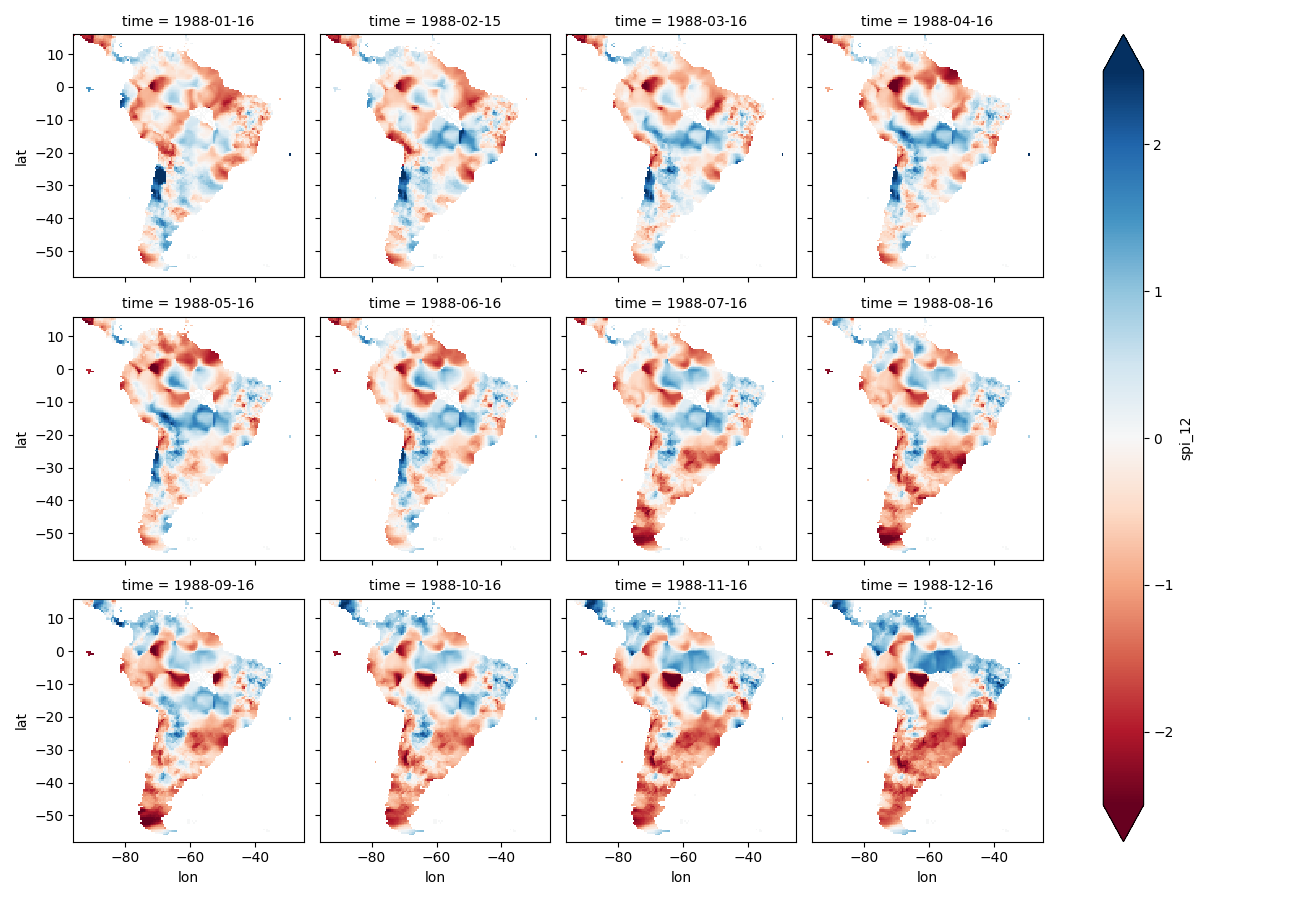 time = 1988-01-16
time = 1988-02-15
time = 1988-03-16
time = 1988-04-16
10
0
−10
−20
−30
−40
−50
lat
time = 1988-05-16
time = 1988-06-16
time = 1988-07-16
time = 1988-08-16
10
0
−10
−20
−30
−40
−50
lat
time = 1988-09-16
time = 1988-10-16
time = 1988-11-16
time = 1988-12-16
10
0
−10
−20
−30
−40
−50
lat
−80
−60
−40
lon
−80
−60
−40
lon
−80
−60
−40
lon
−80
−60
−40
lon
2
1
0
−1
−2
spi_12